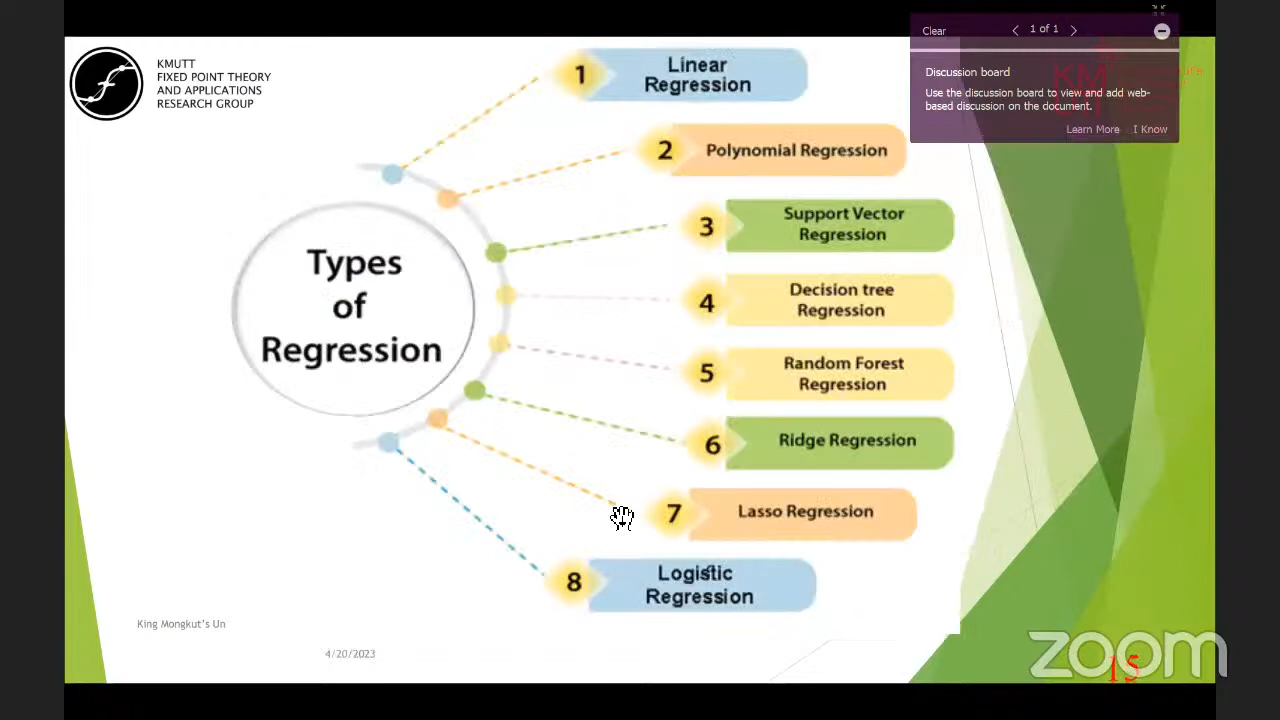 KMUTT
FIXED POINT THEORY
AND APPLICATIONS
RESEARCH GROUP
Clear
1 of 1
Discussion board
Use the discussion board to view and add web-
based discussion on the document.
Learn More I Know
KM
Types
of
Regression
1
Linear
Regression
2
Polynomial Regression
3
Support Vector
Regression
4
Decision tree
Regression
5
Random Forest
Regression
6
Ridge Regression
7
Lasso Regression
8
Logistic
Regression
King Mongkut's Un
4/20/2023
zoom
15